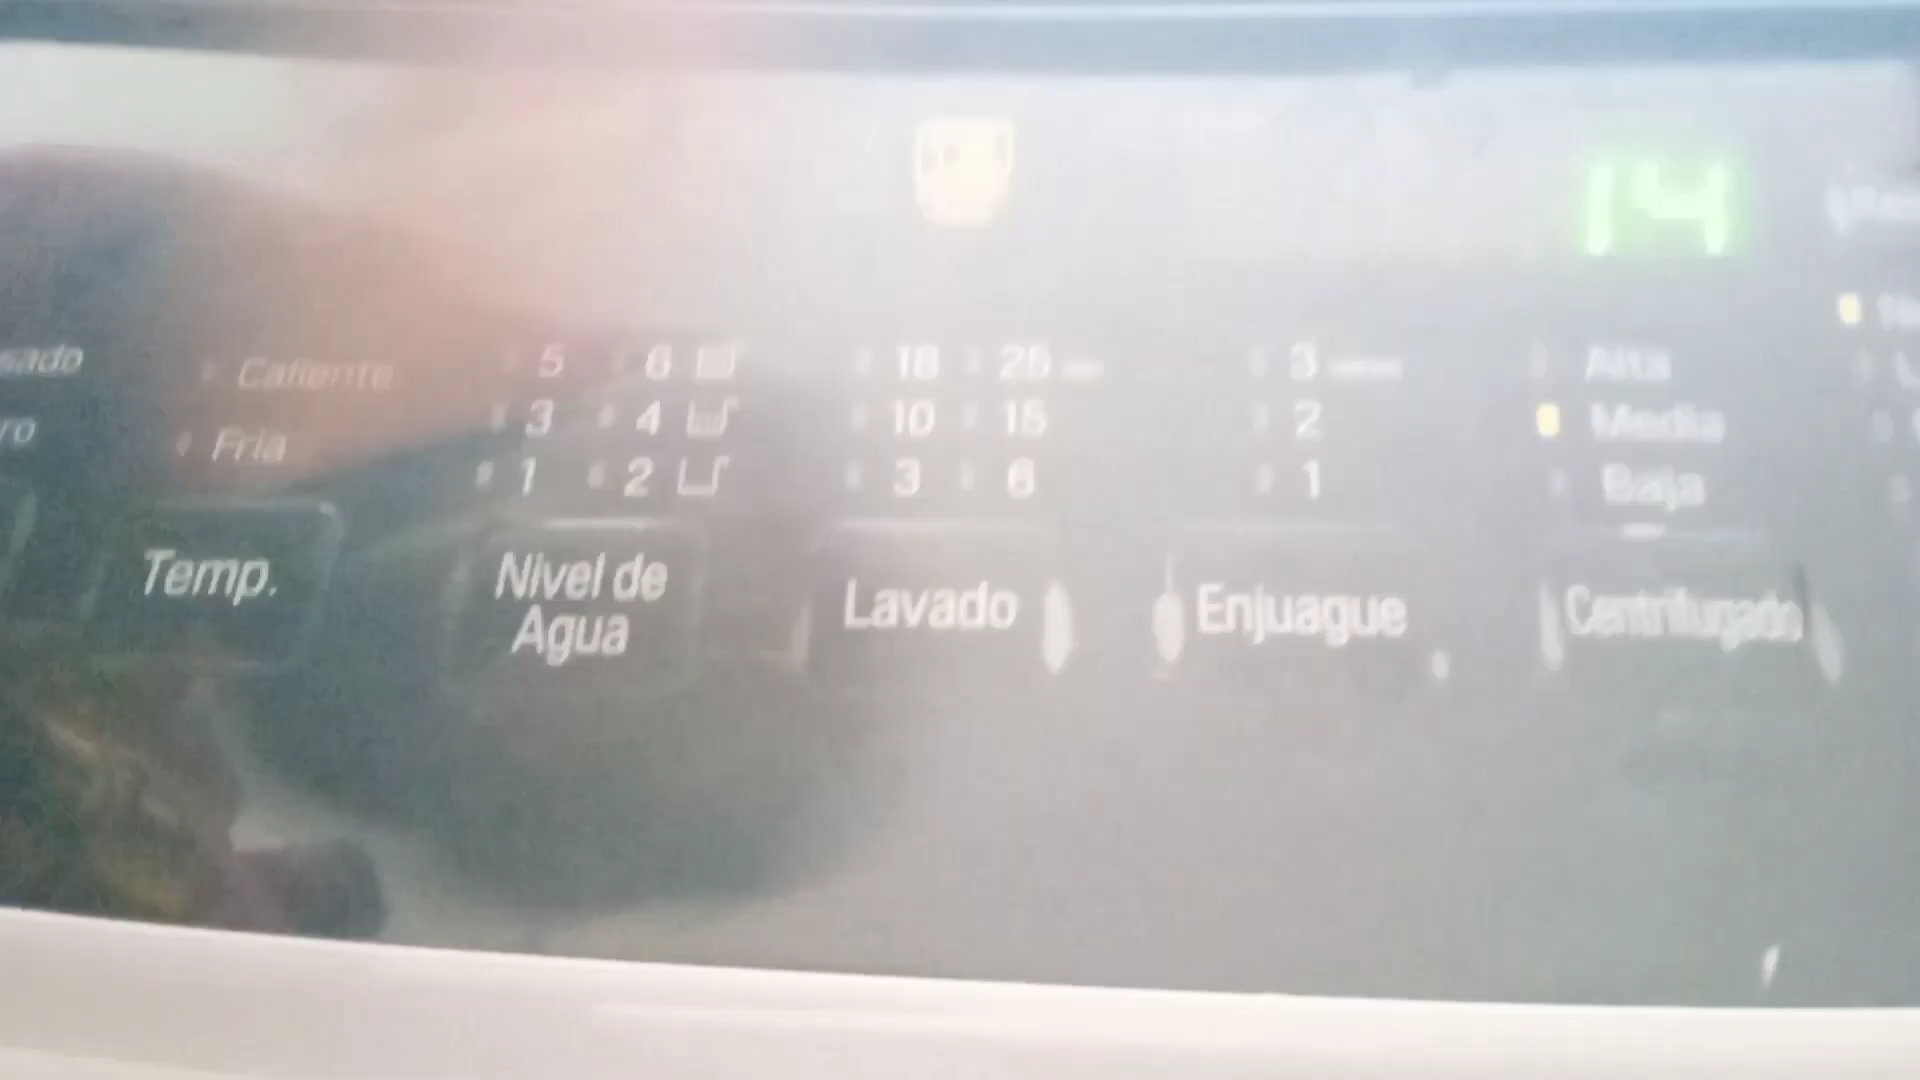 14
sado
Caliente
5 6
18 25
3
Alta
ro
Fria
3 4
10 15
2
Media
1 2
3 6
1
Baja
Temp.
Nivel de
Agua
Lavado
Enjuague
Centrifugado